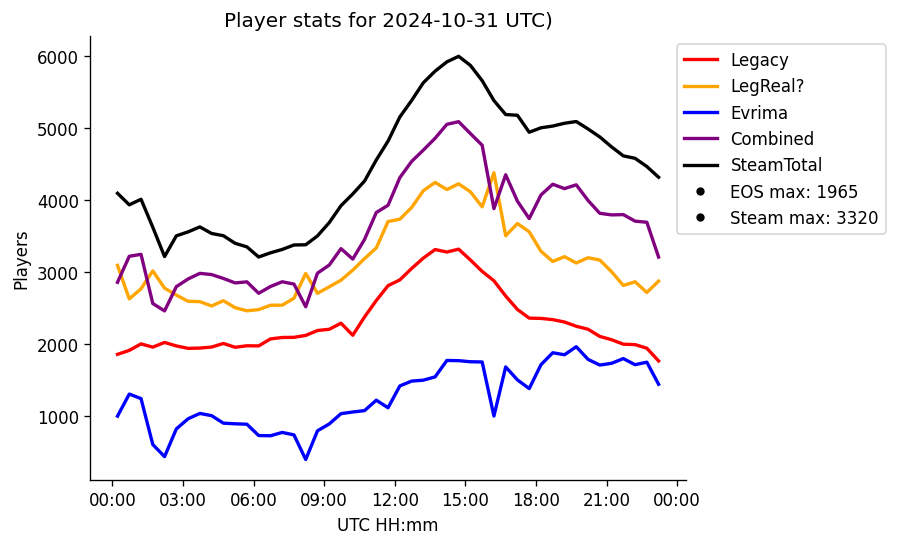 Player stats for 2024-10-31 UTC)
Legacy
LegReal?
Evrima
Combined
SteamTotal
EOS max: 1965
Steam max: 3320
Players
6000
5000
4000
3000
2000
1000
00:00 03:00 06:00 09:00 12:00 15:00 18:00 21:00 00:00
UTC HH:mm